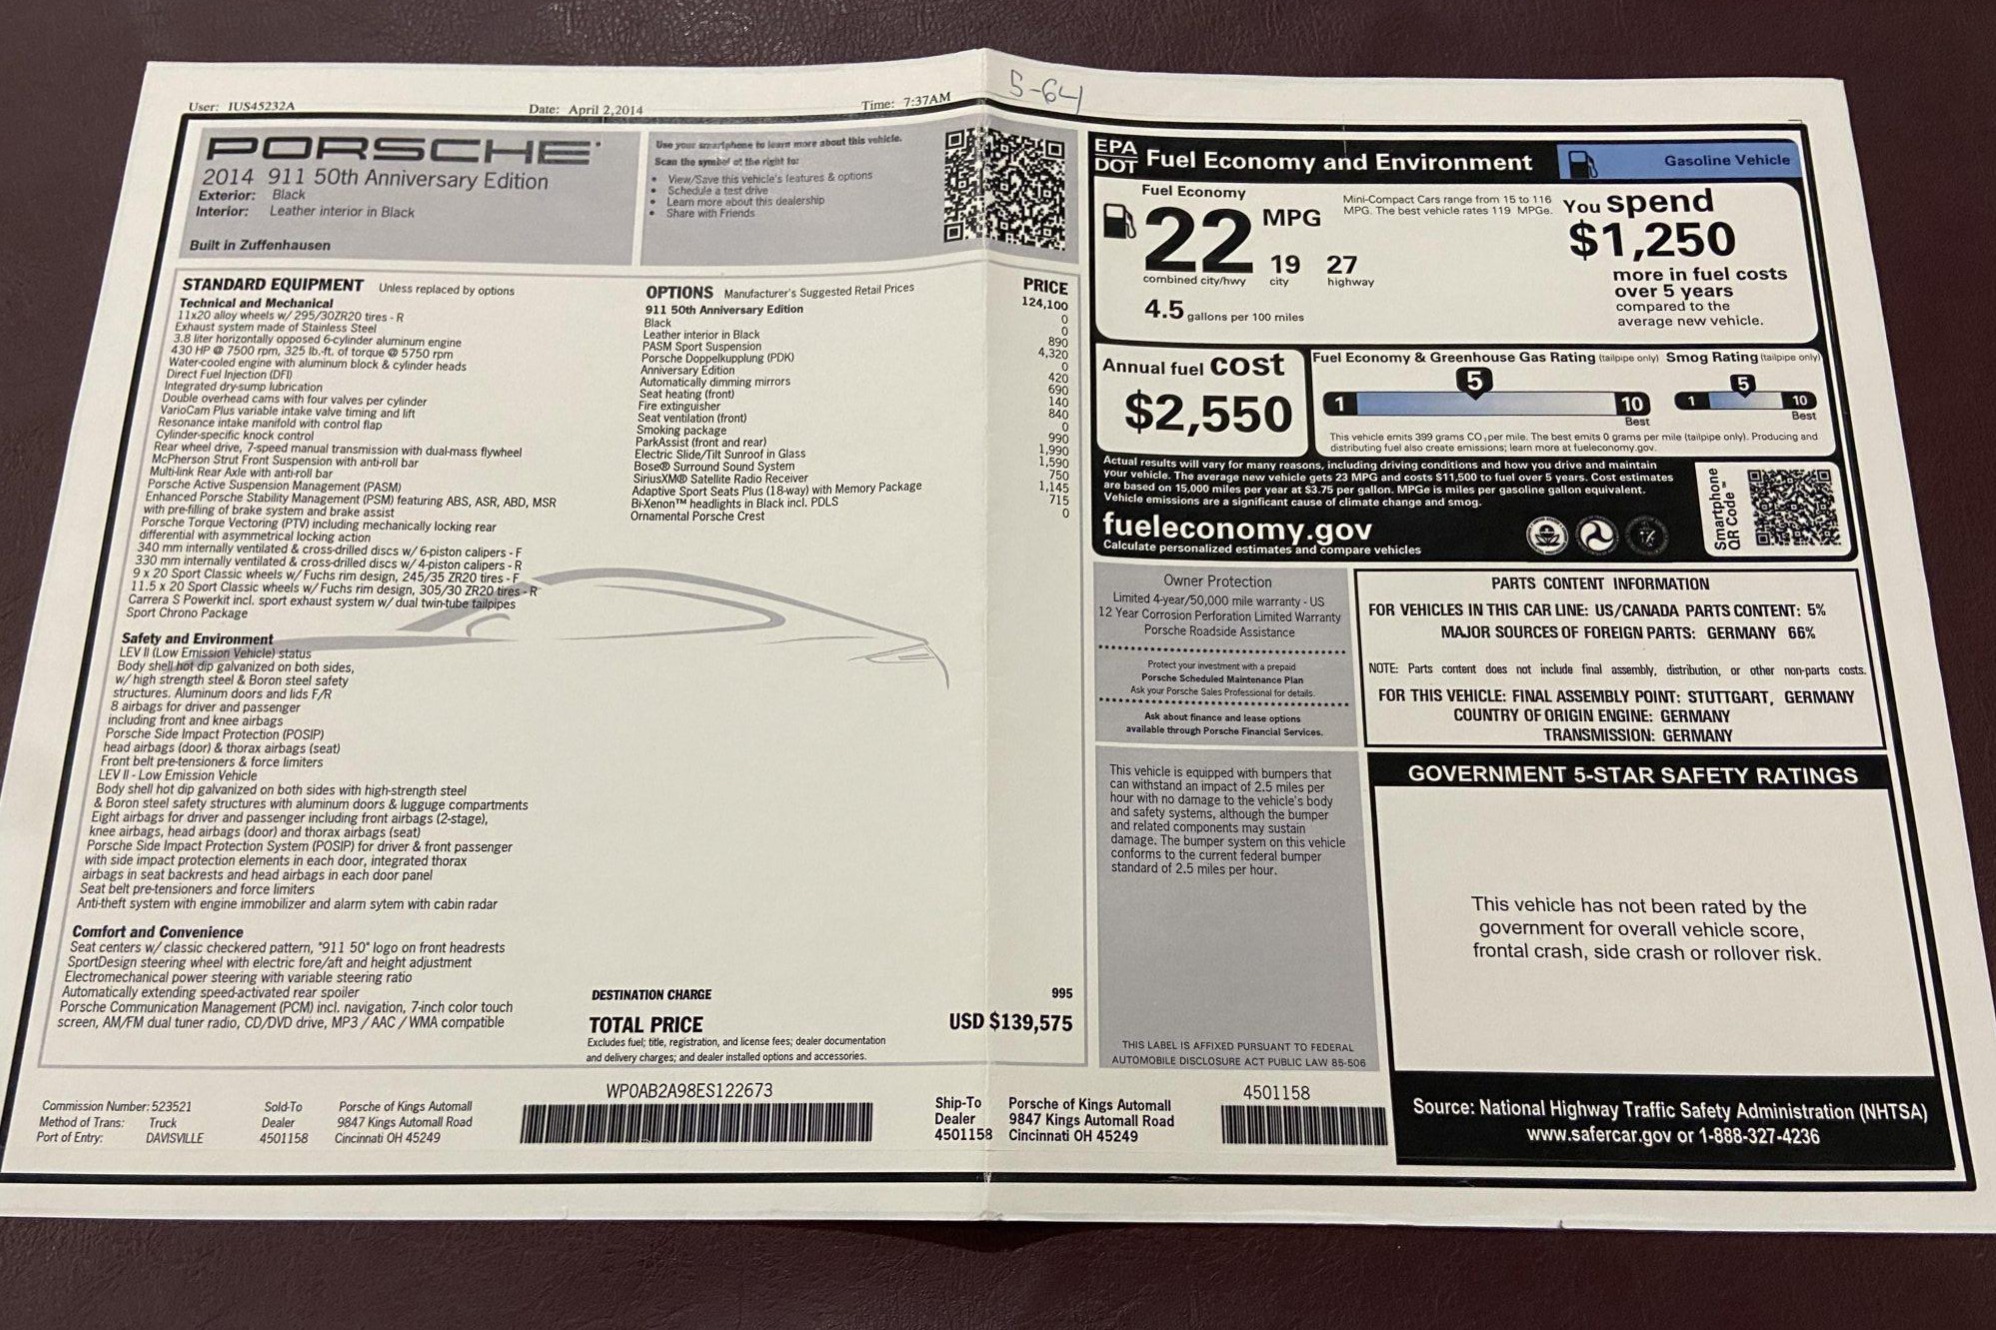 5-64
User: IUS45232A
Date: April 2,2014
Time: 7:37AM
PORSCHE
2014 911 50th Anniversary Edition
Exterior: Black
Interior: Leather interior in Black
Built in Zuffenhausen
Use your smartphone to learn more about this vehicle.
Scan the symbol at the right to:
• View/Save this vehicle's features & options
• Schedule a test drive
• Learn more about this dealership
• Share with Friends
STANDARD EQUIPMENT Unless replaced by options
Technical and Mechanical
11x20 alloy wheels w/ 295/30ZR20 tires - R
Exhaust system made of Stainless Steel
3.8 liter horizontally opposed 6-cylinder aluminum engine
430 HP @ 7500 rpm, 325 lb.-ft. of torque @ 5750 rpm
Water-cooled engine with aluminum block & cylinder heads
Direct Fuel Injection (DFI)
Integrated dry-sump lubrication
Double overhead cams with four valves per cylinder
VarioCam Plus variable intake valve timing and lift
Resonance intake manifold with control flap
Cylinder-specific knock control
Rear wheel drive, 7-speed manual transmission with dual-mass flywheel
McPherson Strut Front Suspension with anti-roll bar
Multi-link Rear Axle with anti-roll bar
Porsche Active Suspension Management (PASM)
Enhanced Porsche Stability Management (PSM) featuring ABS, ASR, ABD, MSR
with pre-filling of brake system and brake assist
Porsche Torque Vectoring (PTV) including mechanically locking rear
differential with asymmetrical locking action
340 mm internally ventilated & cross-drilled discs w/ 6-piston calipers - F
330 mm internally ventilated & cross-drilled discs w/ 4-piston calipers - R
9 x 20 Sport Classic wheels w/ Fuchs rim design, 245/35 ZR20 tires - F
11.5 x 20 Sport Classic wheels w/ Fuchs rim design, 305/30 ZR20 tires - R
Carrera S Powerkit incl. sport exhaust system w/ dual twin-tube tailpipes
Sport Chrono Package
Safety and Environment
LEV II (Low Emission Vehicle) status
Body shell hot dip galvanized on both sides,
w/ high strength steel & Boron steel safety
structures. Aluminum doors and lids F/R
8 airbags for driver and passenger
including front and knee airbags
Porsche Side Impact Protection (POSIP)
head airbags (door) & thorax airbags (seat)
Front belt pre-tensioners & force limiters
LEV II - Low Emission Vehicle
Body shell hot dip galvanized on both sides with high-strength steel
& Boron steel safety structures with aluminum doors & luggage compartments
Eight airbags for driver and passenger including front airbags (2-stage),
knee airbags, head airbags (door) and thorax airbags (seat)
Porsche Side Impact Protection System (POSIP) for driver & front passenger
with side impact protection elements in each door, integrated thorax
airbags in seat backrests and head airbags in each door panel
Seat belt pre-tensioners and force limiters
Anti-theft system with engine immobilizer and alarm sytem with cabin radar
Comfort and Convenience
Seat centers w/ classic checkered pattern, "911 50" logo on front headrests
SportDesign steering wheel with electric fore/aft and height adjustment
Electromechanical power steering with variable steering ratio
Automatically extending speed-activated rear spoiler
Porsche Communication Management (PCM) incl. navigation, 7-inch color touch
screen, AM/FM dual tuner radio, CD/DVD drive, MP3 / AAC / WMA compatible
OPTIONS Manufacturer's Suggested Retail Prices PRICE
911 50th Anniversary Edition 124,100
Black 0
Leather interior in Black 0
PASM Sport Suspension 890
Porsche Doppelkupplung (PDK) 4,320
Anniversary Edition 0
Automatically dimming mirrors 420
Seat heating (front) 690
Fire extinguisher 140
Seat ventilation (front) 840
Smoking package 0
ParkAssist (front and rear) 990
Electric Slide/Tilt Sunroof in Glass 1,990
Bose® Surround Sound System 1,590
SiriusXM® Satellite Radio Receiver 750
Adaptive Sport Seats Plus (18-way) with Memory Package 1,145
Bi-Xenon™ headlights in Black incl. PDLS 715
Ornamental Porsche Crest 0
DESTINATION CHARGE 995
TOTAL PRICE USD $139,575
Excludes fuel; title, registration, and license fees; dealer documentation
and delivery charges; and dealer installed options and accessories.
Commission Number: 523521
Method of Trans: Truck
Port of Entry: DAVISVILLE
Sold-To Porsche of Kings Automall
Dealer 9847 Kings Automall Road
4501158 Cincinnati OH 45249
WP0AB2A98ES122673
Ship-To Porsche of Kings Automall
Dealer 9847 Kings Automall Road
4501158 Cincinnati OH 45249
4501158
EPA
DOT Fuel Economy and Environment
Gasoline Vehicle
Fuel Economy
22 MPG
combined city/hwy
19 city
27 highway
4.5 gallons per 100 miles
Mini-Compact Cars range from 15 to 116
MPG. The best vehicle rates 119 MPGe.
You spend
$1,250
more in fuel costs
over 5 years
compared to the
average new vehicle.
Annual fuel cost
$2,550
Fuel Economy & Greenhouse Gas Rating (tailpipe only)
5
1
10
Best
Smog Rating (tailpipe only)
5
1
10
Best
This vehicle emits 399 grams CO2 per mile. The best emits 0 grams per mile (tailpipe only). Producing and
distributing fuel also create emissions; learn more at fueleconomy.gov.
Actual results will vary for many reasons, including driving conditions and how you drive and maintain
your vehicle. The average new vehicle gets 23 MPG and costs $11,500 to fuel over 5 years. Cost estimates
are based on 15,000 miles per year at $3.75 per gallon. MPGe is miles per gasoline gallon equivalent.
Vehicle emissions are a significant cause of climate change and smog.
fueleconomy.gov
Calculate personalized estimates and compare vehicles
Smartphone
QR Code™
Owner Protection
Limited 4-year/50,000 mile warranty - US
12 Year Corrosion Perforation Limited Warranty
Porsche Roadside Assistance
Protect your investment with a prepaid
Porsche Scheduled Maintenance Plan
Ask your Porsche Sales Professional for details.
Ask about finance and lease options
available through Porsche Financial Services.
This vehicle is equipped with bumpers that
can withstand an impact of 2.5 miles per
hour with no damage to the vehicle's body
and safety systems, although the bumper
and related components may sustain
damage. The bumper system on this vehicle
conforms to the current federal bumper
standard of 2.5 miles per hour.
THIS LABEL IS AFFIXED PURSUANT TO FEDERAL
AUTOMOBILE DISCLOSURE ACT PUBLIC LAW 85-506
PARTS CONTENT INFORMATION
FOR VEHICLES IN THIS CAR LINE: US/CANADA PARTS CONTENT: 5%
MAJOR SOURCES OF FOREIGN PARTS: GERMANY 66%
NOTE: Parts content does not include final assembly, distribution, or other non-parts costs.
FOR THIS VEHICLE: FINAL ASSEMBLY POINT: STUTTGART, GERMANY
COUNTRY OF ORIGIN ENGINE: GERMANY
TRANSMISSION: GERMANY
GOVERNMENT 5-STAR SAFETY RATINGS
This vehicle has not been rated by the
government for overall vehicle score,
frontal crash, side crash or rollover risk.
Source: National Highway Traffic Safety Administration (NHTSA)
www.safercar.gov or 1-888-327-4236